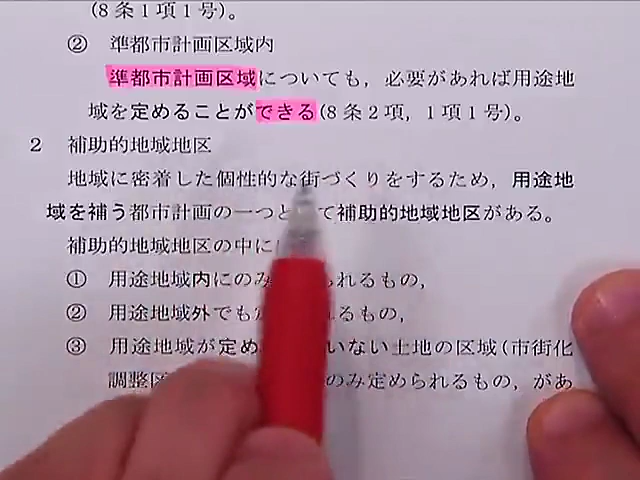 (8条1項1号)。
② 準都市計画区域内
準都市計画区域についても，必要があれば用途地
域を定めることができる(8条2項，1項1号)。
2 補助的地域地区
地域に密着した個性的な街づくりをするため，用途地
域を補う都市計画の一つと て補助的地域地区がある。
補助的地域地区の中に
① 用途地域内にのみ られるもの，
② 用途地域外でも れるもの，
③ 用途地域が定め いない土地の区域(市街化
調整区 のみ定められるもの，があ